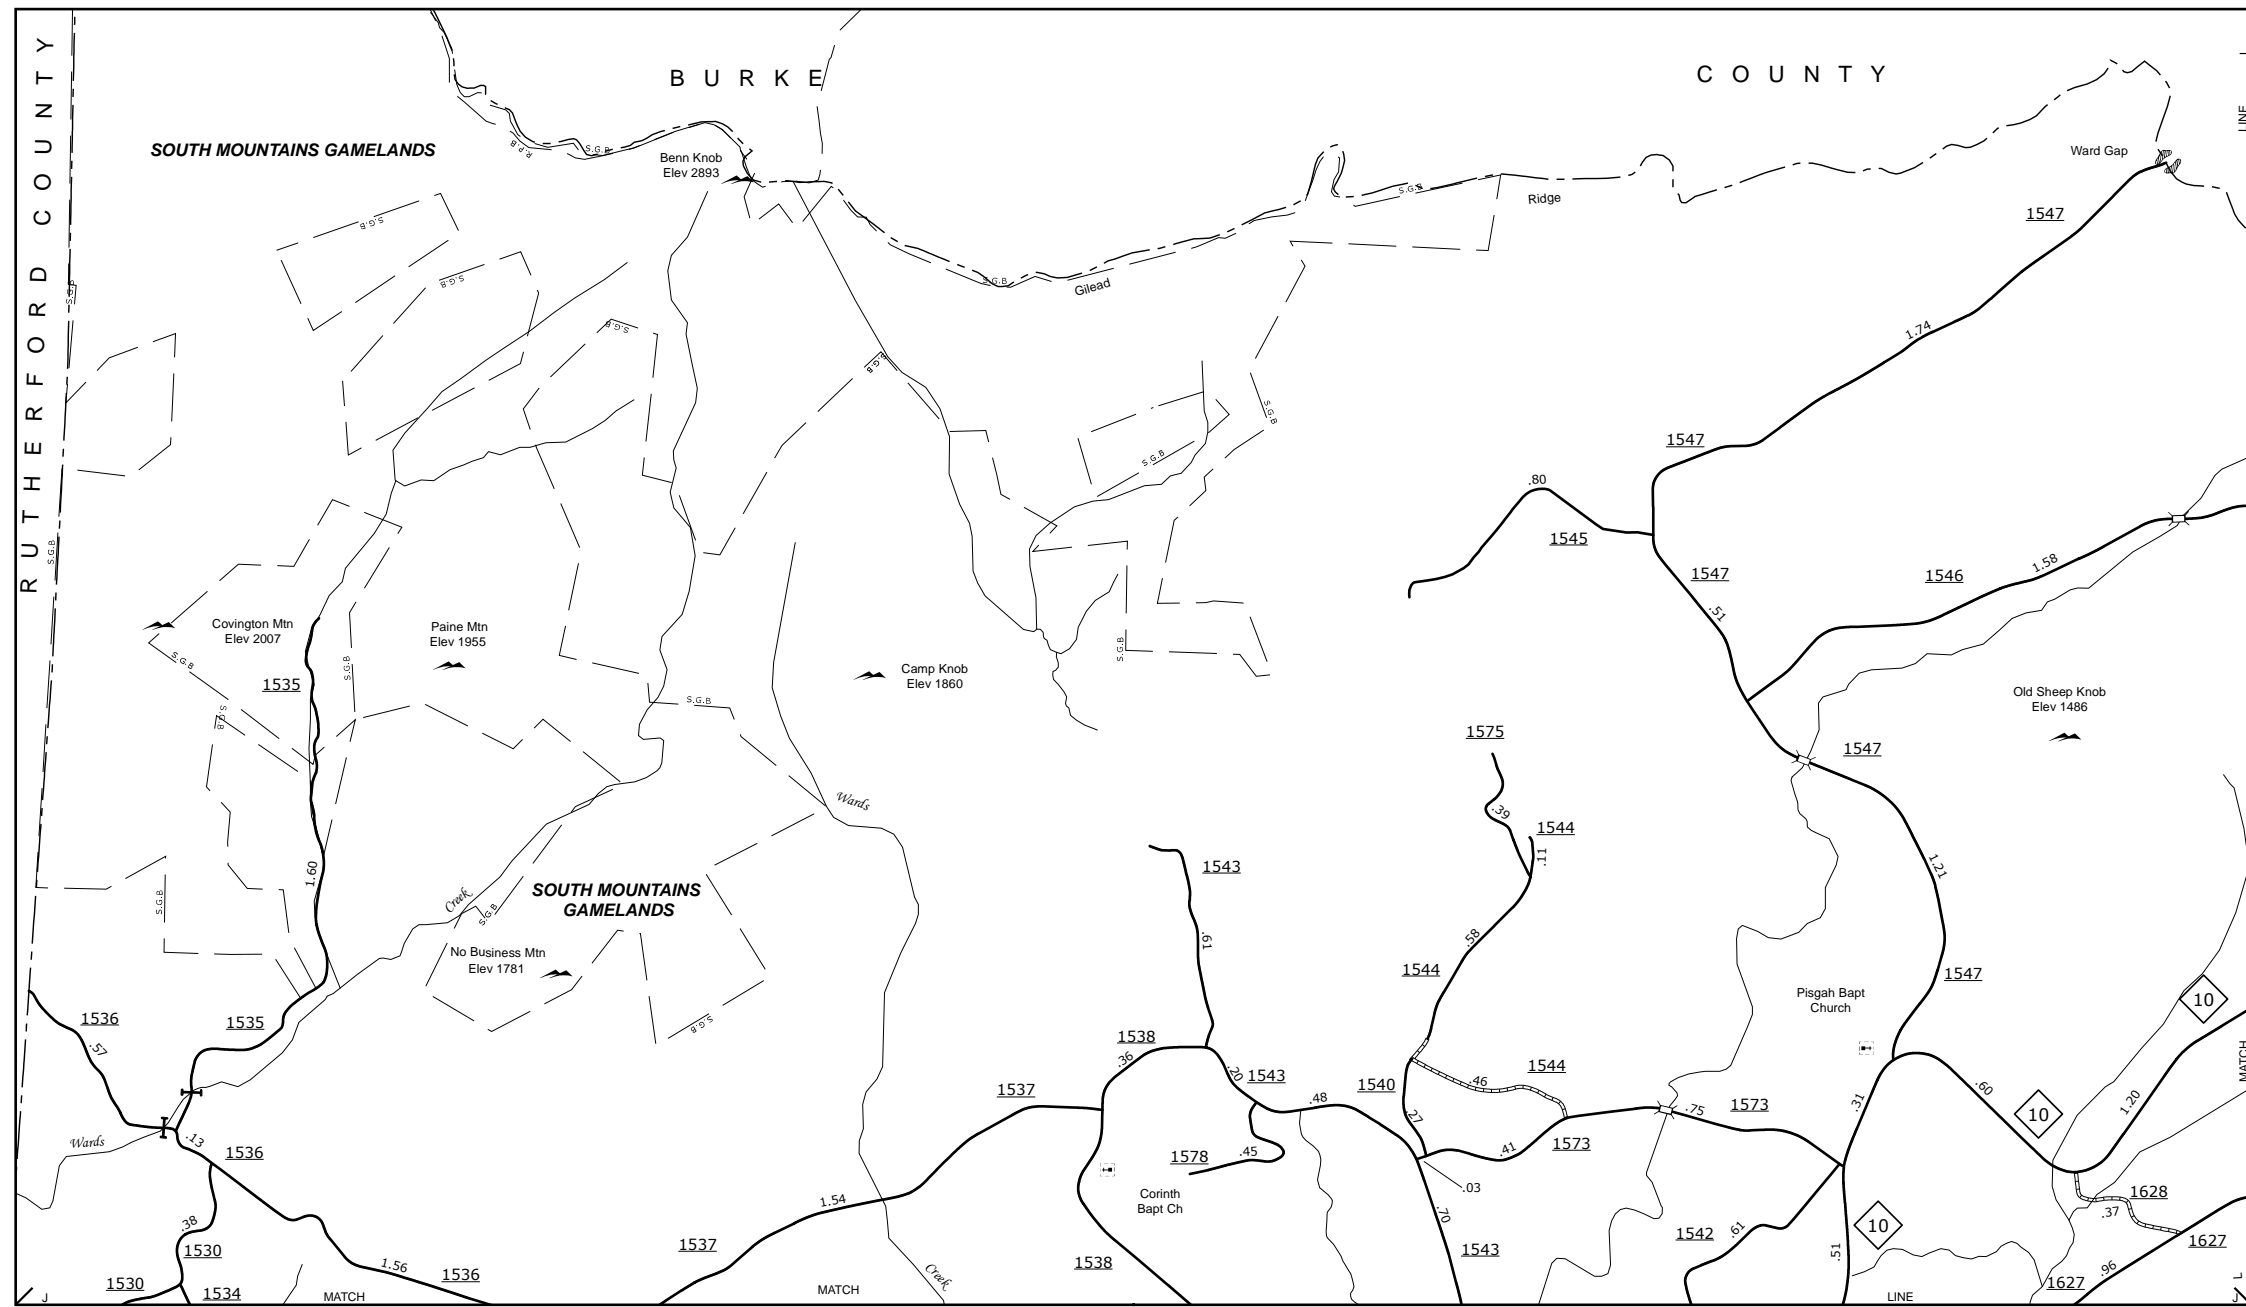 RUTHERFORD COUNTY
BURKE COUNTY
LINE
SOUTH MOUNTAINS GAMELANDS
R.P.B
S.G.B
Benn Knob
Elev 2893
Ward Gap
Ridge
1547
S.G.B
S.G.B
S.G.B
S.G.B
S.G.B
Gilead
S.G.B
1.74
S.G.B
S.G.B
S.G.B
1547
S.G.B
.80
1545
S.G.B
1547
1546
1.58
.51
Covington Mtn
Elev 2007
Paine Mtn
Elev 1955
S.G.B
S.G.B
S.G.B
1535
Camp Knob
Elev 1860
S.G.B
S.G.B
Old Sheep Knob
Elev 1486
1575
1547
Wards
.39
1544
.11
1.60
1543
1.21
S.G.B
Creek
S.G.B
SOUTH MOUNTAINS
GAMELANDS
.61
.58
No Business Mtn
Elev 1781
1544
1547
Pisgah Bapt
Church
10
1536
1535
S.G.B
.57
1538
.36
1544
MATCH
1537
.20
1543
1540
.46
.60
.48
.75
1573
.31
10
1.20
.27
Wards
.13
1536
1578
.45
.41
1573
1.54
Corinth
Bapt Ch
.03
1628
.37
.38
1530
.70
10
1537
1543
1542
.61
.51
1627
1.56
1536
1538
Creek
.96
1530
1534
1627
J
MATCH
MATCH
LINE
J